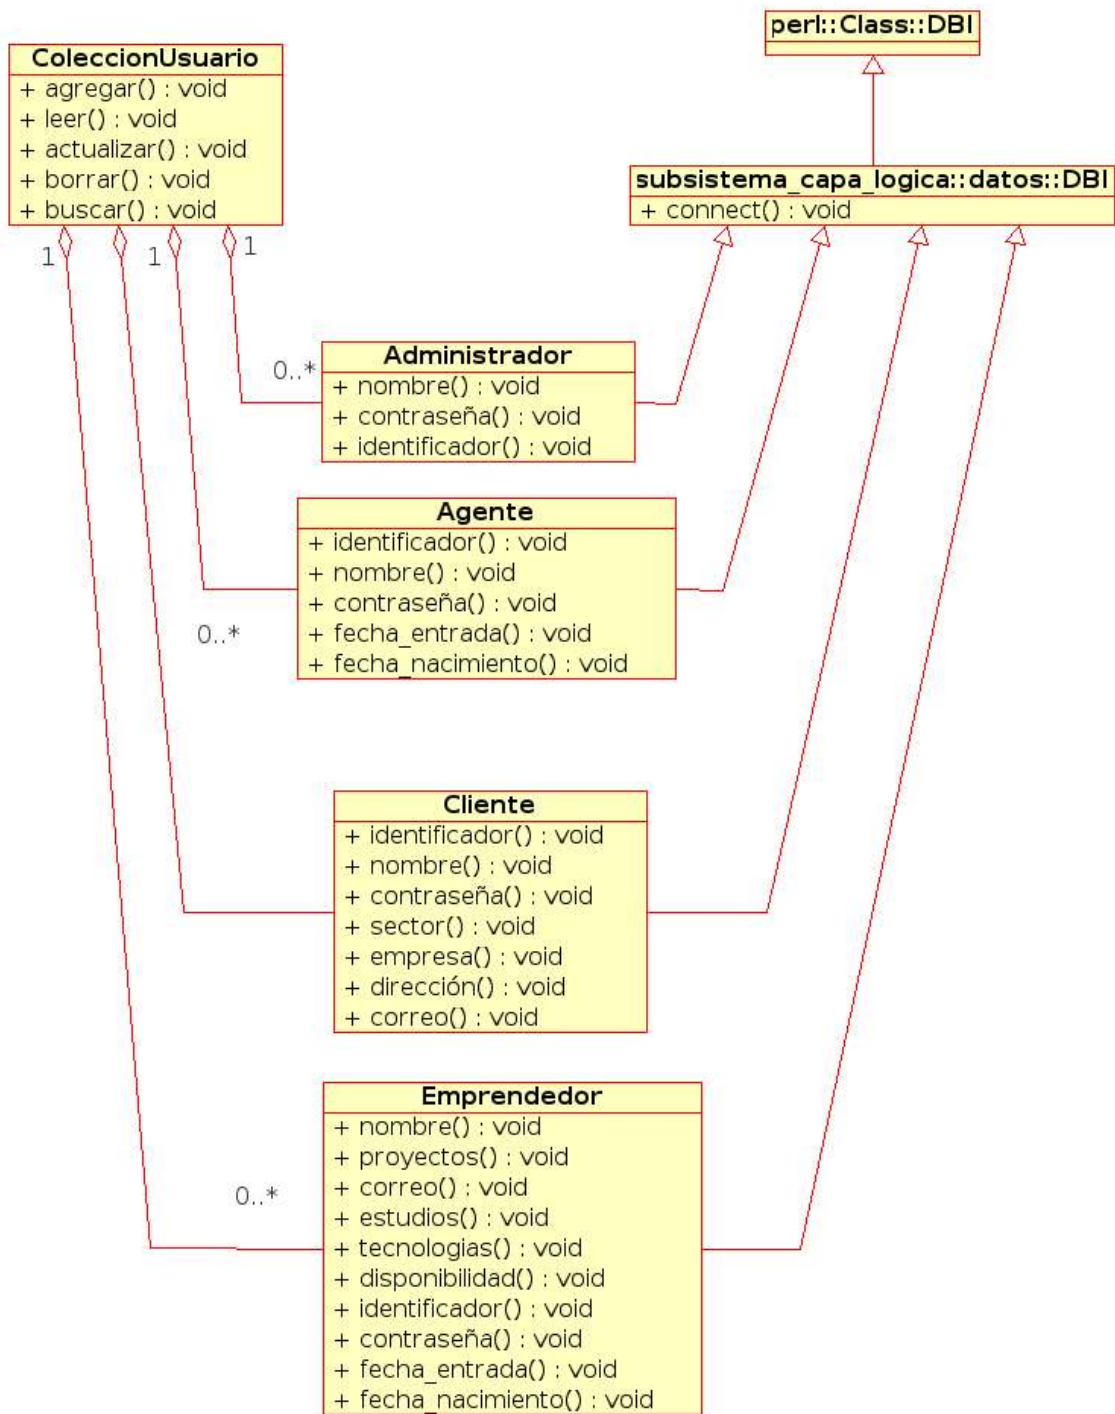 perl::Class::DBI
ColeccionUsuario
+ agregar() : void
+ leer() : void
+ actualizar() : void
+ borrar() : void
+ buscar() : void
subsistema_capa_logica::datos::DBI
+ connect() : void
1
1
1
0..*
Administrador
+ nombre() : void
+ contraseña() : void
+ identificador() : void
Agente
+ identificador() : void
+ nombre() : void
+ contraseña() : void
+ fecha_entrada() : void
+ fecha_nacimiento() : void
0..*
Cliente
+ identificador() : void
+ nombre() : void
+ contraseña() : void
+ sector() : void
+ empresa() : void
+ dirección() : void
+ correo() : void
Emprendedor
+ nombre() : void
+ proyectos() : void
+ correo() : void
+ estudios() : void
+ tecnologias() : void
+ disponibilidad() : void
+ identificador() : void
+ contraseña() : void
+ fecha_entrada() : void
+ fecha_nacimiento() : void
0..*